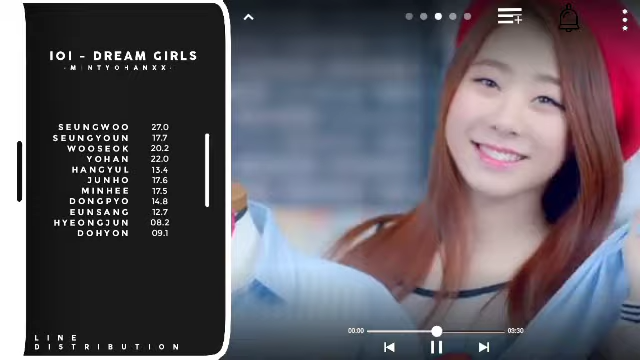 IOI - DREAM GIRLS
-MINTYOHANXX-
SEUNGWOO 27.0
SEUNGYOUN 17.7
WOOSEOK 20.2
YOHAN 22.0
HANGYUL 13.4
JUNHO 17.6
MINHEE 17.5
DONGPYO 14.8
EUNSANG 12.7
HYEONGJUN 08.2
DOHYON 09.1
LINE
DISTRIBUTION
00:00
03:30